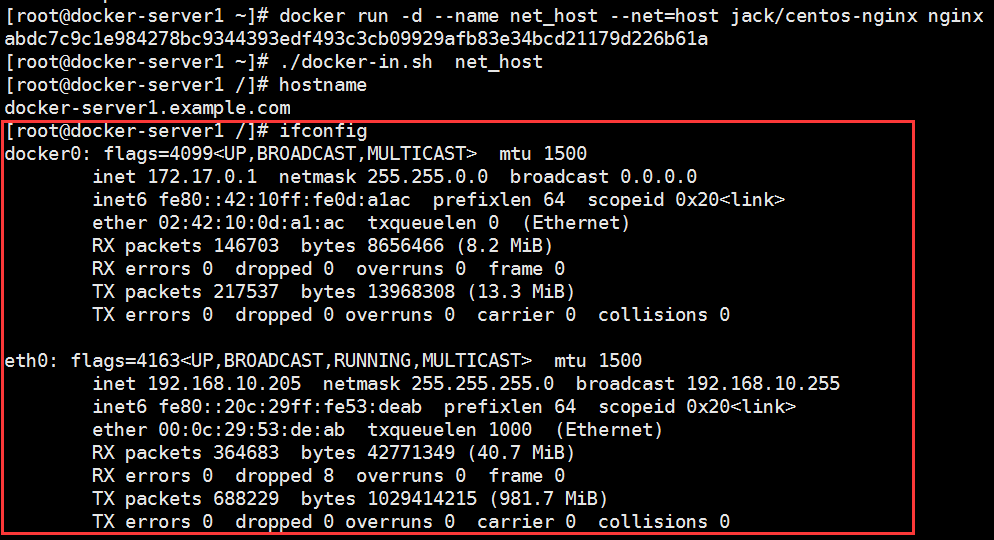 [root@docker-server1 ~]# docker run -d --name net_host --net=host jack/centos-nginx nginx
abdc7c9c1e984278bc9344393edf493c3cb09929afb83e34bcd21179d226b61a
[root@docker-server1 ~]# ./docker-in.sh  net_host
[root@docker-server1 /]# hostname
docker-server1.example.com
[root@docker-server1 /]# ifconfig
docker0: flags=4099<UP,BROADCAST,MULTICAST>  mtu 1500
        inet 172.17.0.1  netmask 255.255.0.0  broadcast 0.0.0.0
        inet6 fe80::42:10ff:fe0d:a1ac  prefixlen 64  scopeid 0x20<link>
        ether 02:42:10:0d:a1:ac  txqueuelen 0  (Ethernet)
        RX packets 146703  bytes 8656466 (8.2 MiB)
        RX errors 0  dropped 0  overruns 0  frame 0
        TX packets 217537  bytes 13968308 (13.3 MiB)
        TX errors 0  dropped 0 overruns 0  carrier 0  collisions 0

eth0: flags=4163<UP,BROADCAST,RUNNING,MULTICAST>  mtu 1500
        inet 192.168.10.205  netmask 255.255.255.0  broadcast 192.168.10.255
        inet6 fe80::20c:29ff:fe53:deab  prefixlen 64  scopeid 0x20<link>
        ether 00:0c:29:53:de:ab  txqueuelen 1000  (Ethernet)
        RX packets 364683  bytes 42771349 (40.7 MiB)
        RX errors 0  dropped 8  overruns 0  frame 0
        TX packets 688229  bytes 1029414215 (981.7 MiB)
        TX errors 0  dropped 0 overruns 0  carrier 0  collisions 0